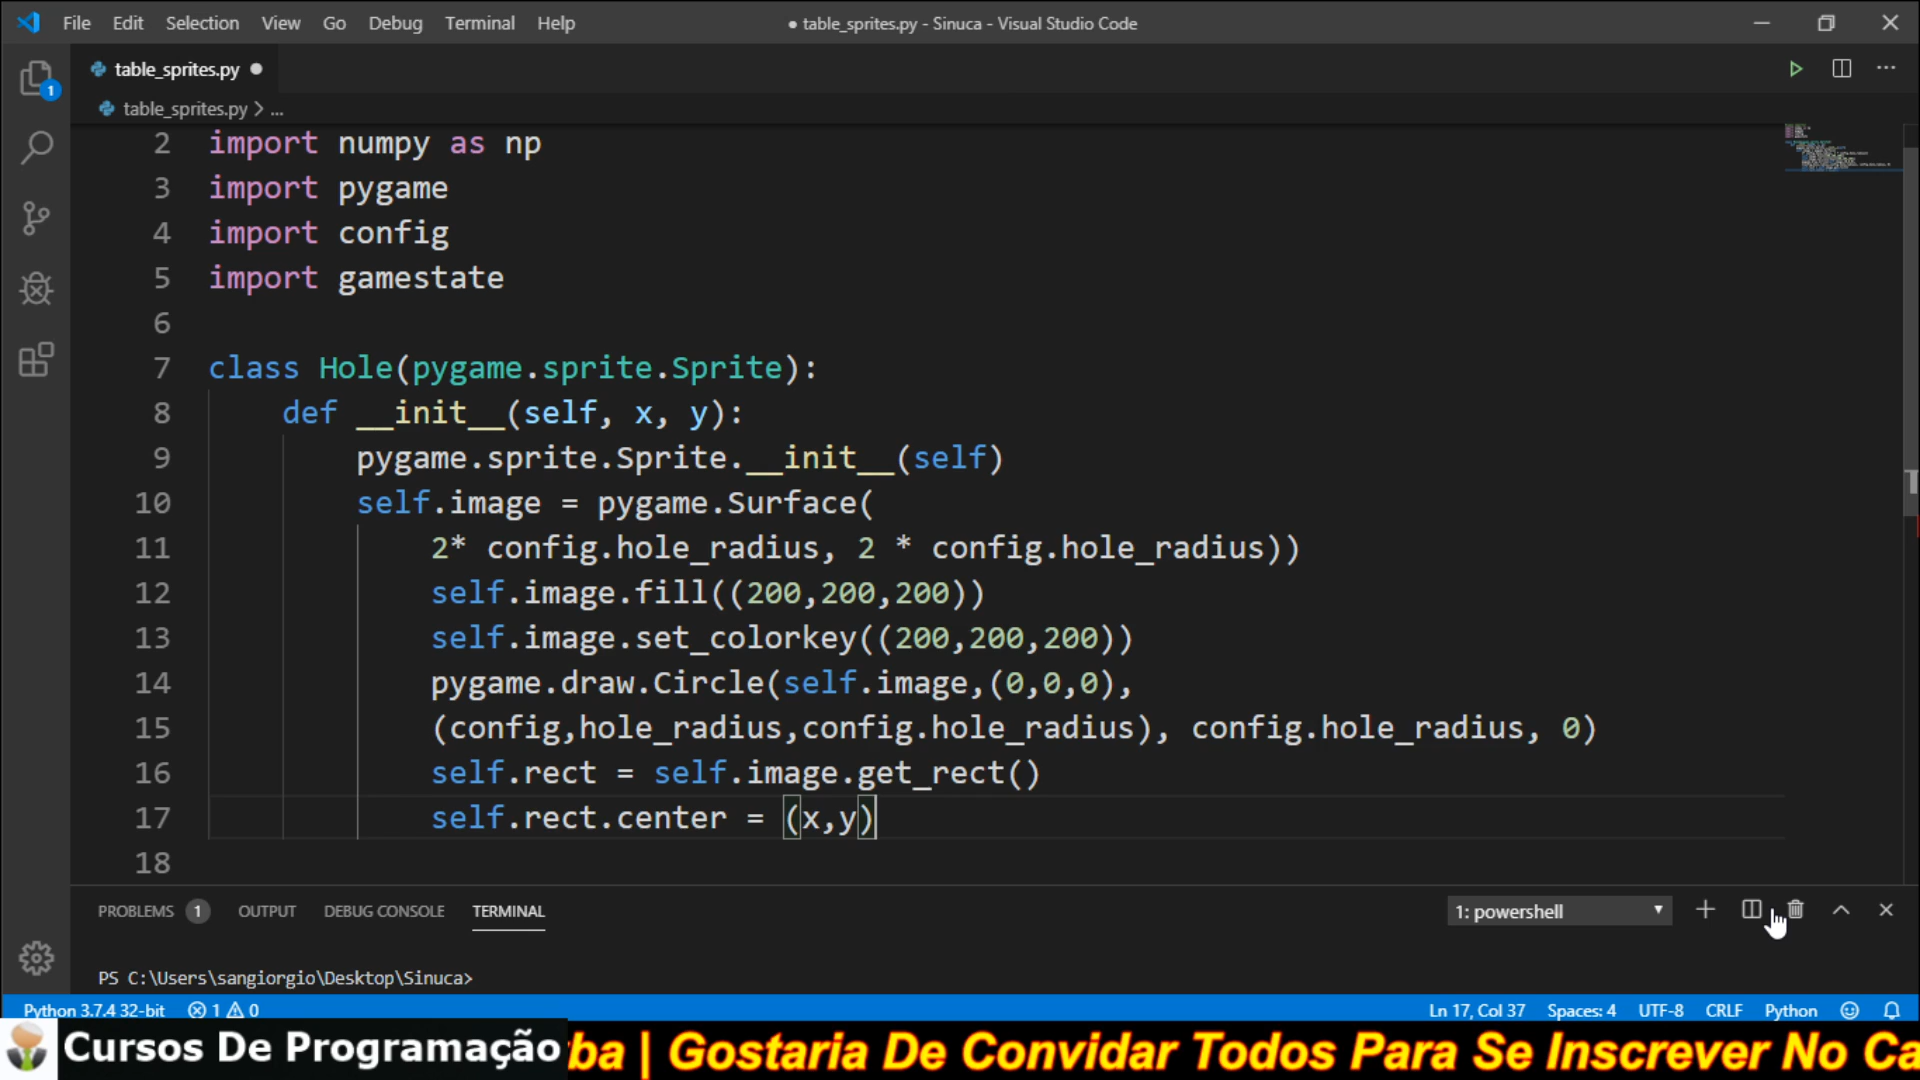 File Edit Selection View Go Debug Terminal Help ● table_sprites.py - Sinuca - Visual Studio Code
table_sprites.py ●
table_sprites.py > ...
1
2 import numpy as np
3 import pygame
4 import config
5 import gamestate
6
7 class Hole(pygame.sprite.Sprite):
8 def __init__(self, x, y):
9 pygame.sprite.Sprite.__init__(self)
10 self.image = pygame.Surface(
11 2* config.hole_radius, 2 * config.hole_radius))
12 self.image.fill((200,200,200))
13 self.image.set_colorkey((200,200,200))
14 pygame.draw.Circle(self.image,(0,0,0),
15 (config,hole_radius,config.hole_radius), config.hole_radius, 0)
16 self.rect = self.image.get_rect()
17 self.rect.center = (x,y)
18
PROBLEMS 1 OUTPUT DEBUG CONSOLE TERMINAL 1: powershell
PS C:\Users\sangiorgio\Desktop\Sinuca>
Python 3.7.4 32-bit 1 0 Ln 17, Col 37 Spaces: 4 UTF-8 CRLF Python
Cursos De Programação ba | Gostaria De Convidar Todos Para Se Inscrever No Ca